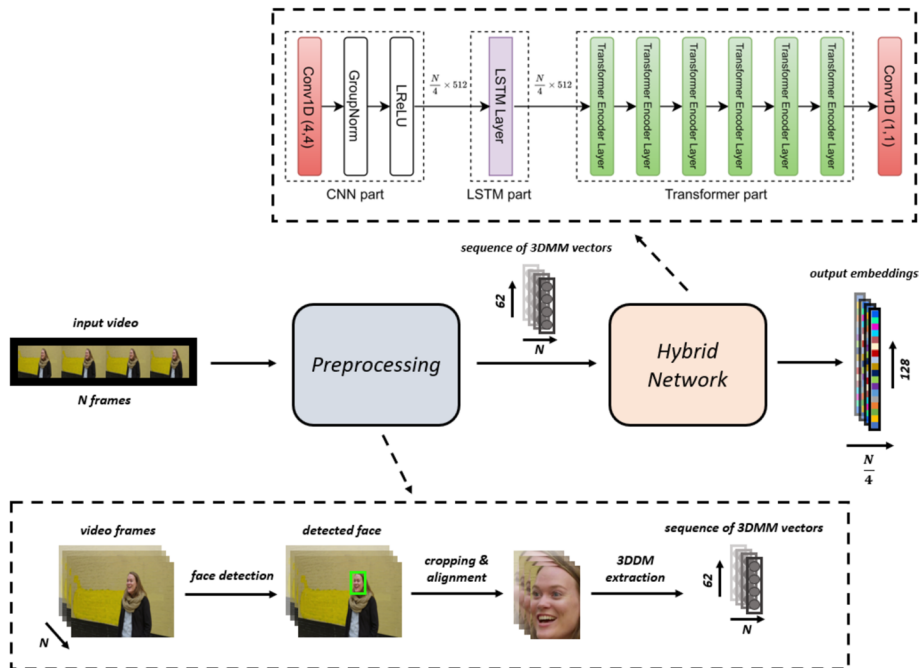 Conv1D (4,4)
GroupNorm
LReLU
N/4 × 512
LSTM Layer
N/4 × 512
Transformer Encoder Layer
Transformer Encoder Layer
Transformer Encoder Layer
Transformer Encoder Layer
Transformer Encoder Layer
Transformer Encoder Layer
Conv1D (1,1)
CNN part
LSTM part
Transformer part
sequence of 3DMM vectors
62
N
output embeddings
128
N/4
input video
N frames
Preprocessing
Hybrid
Network
video frames
N
face detection
detected face
cropping &
alignment
3DDM
extraction
sequence of 3DMM vectors
62
N